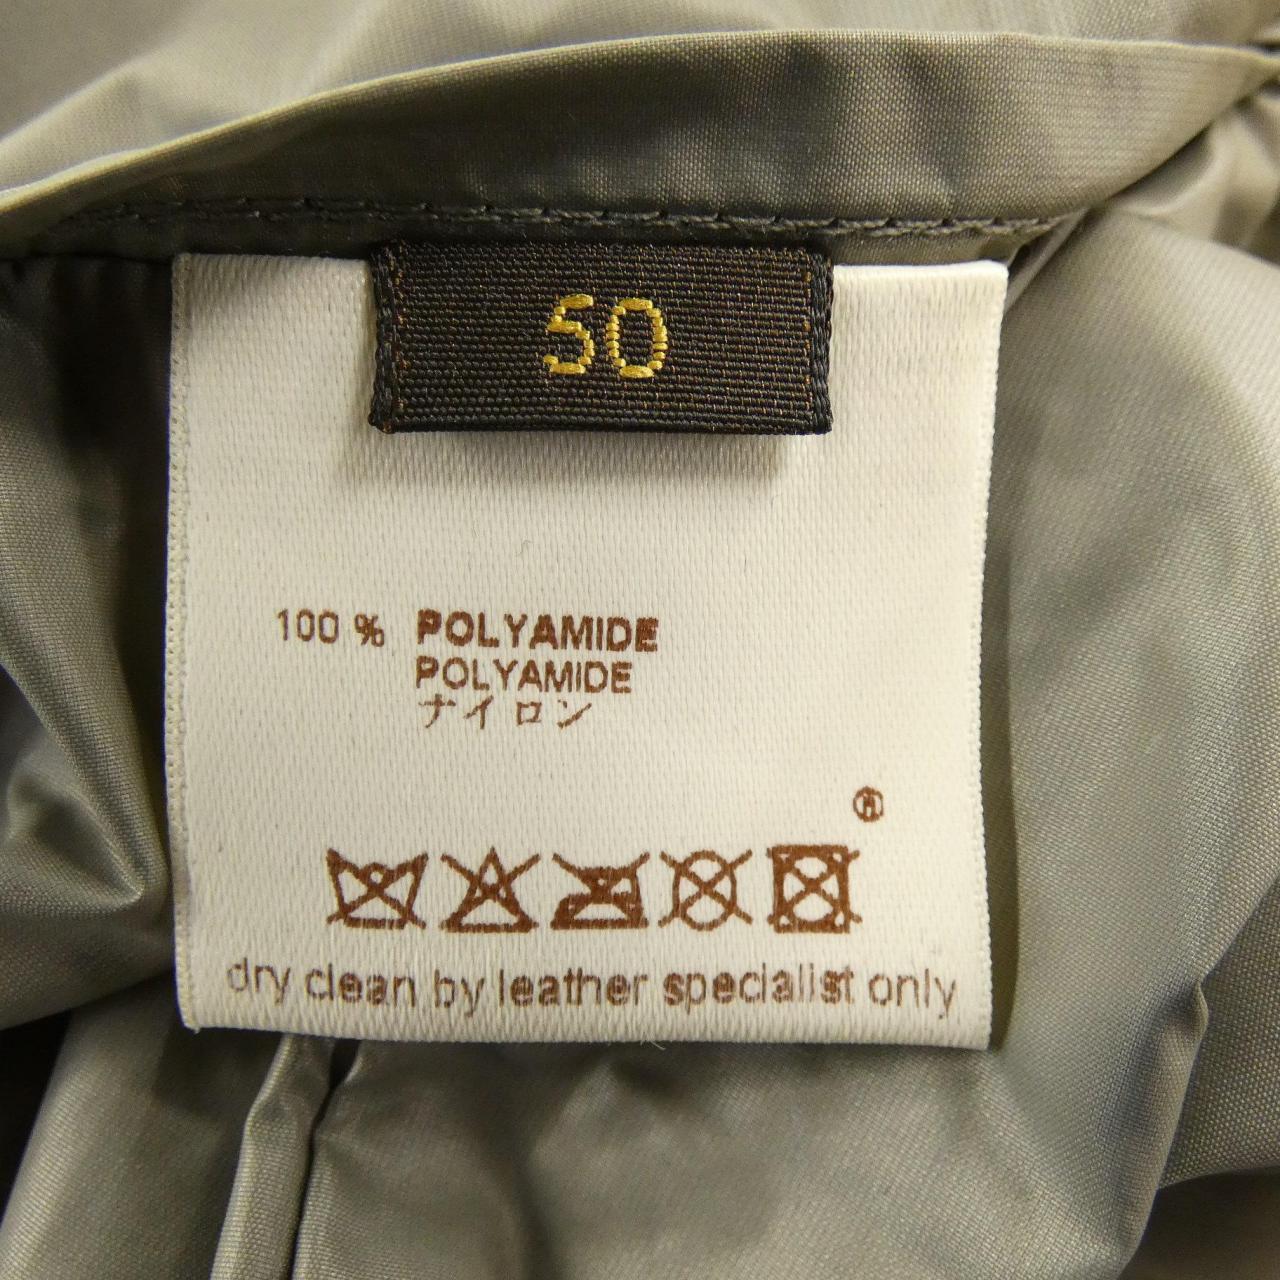 50
100 % POLYAMIDE
POLYAMIDE
ナイロン
®
dry clean by leather specialist only